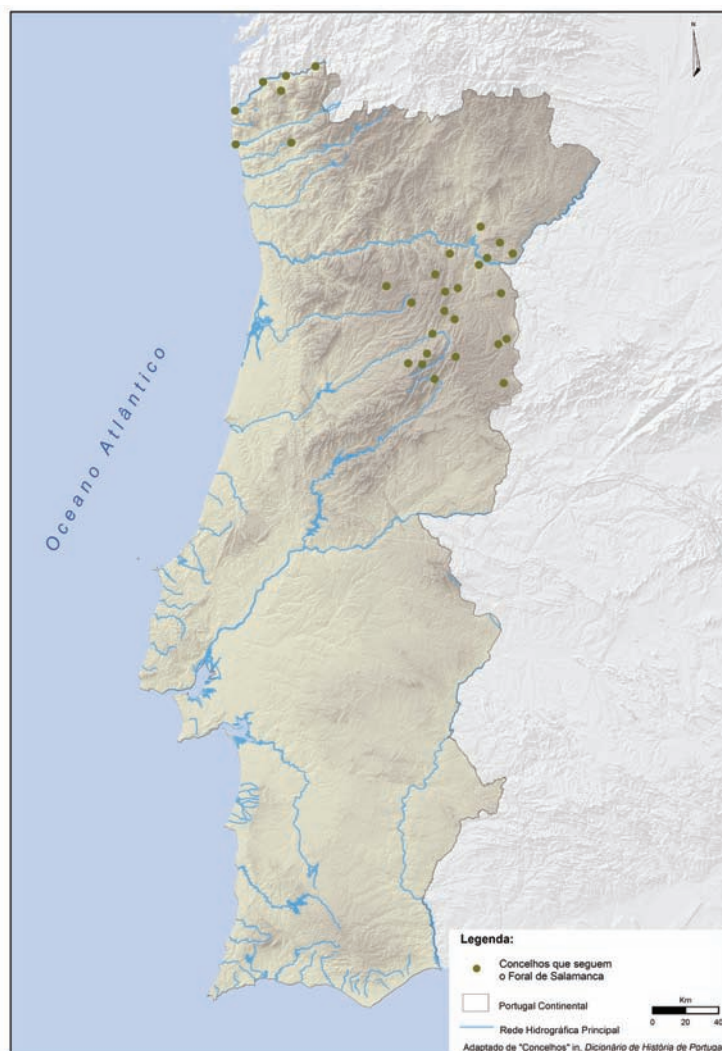 N
Oceano Atlântico
Legenda:
Concelhos que seguem
o Foral de Salamanca
Portugal Continental
Rede Hidrográfica Principal
Km
0 20 40
Adaptado de "Concelhos" in. Dicionário de História de Portuga